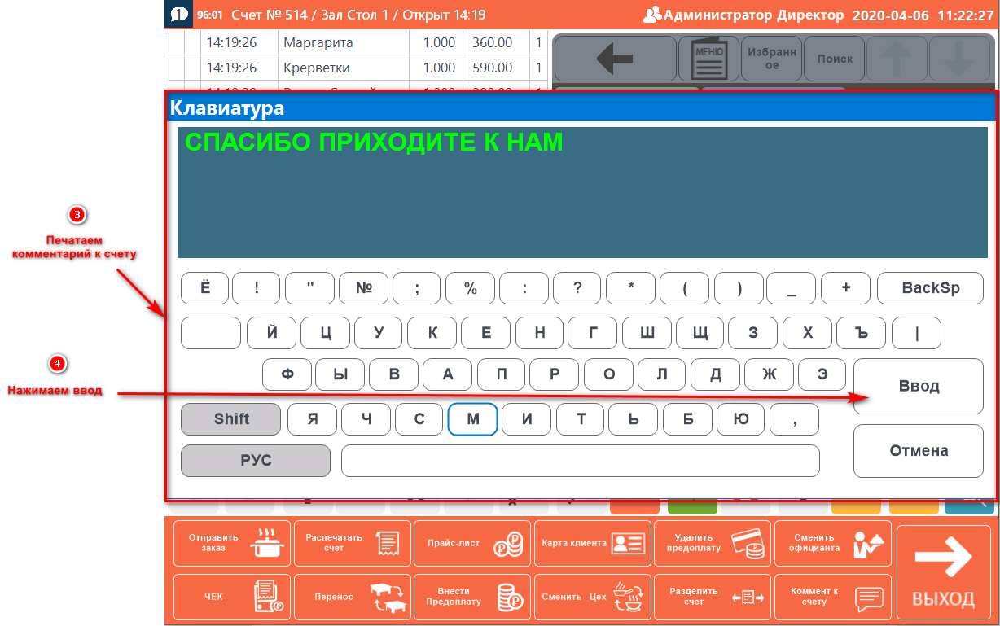 1 96:01 Счет № 514 / Зал Стол 1 / Открыт 14:19 Администратор Директор 2020-04-06 11:22:27
14:19:26 Маргарита 1.000 360.00 1
14:19:26 Креветки 590.00 1.000 1
МЕНЮ
Избранн
ое
Поиск
Клавиатура
СПАСИБО ПРИХОДИТЕ К НАМ
3
Печатаем
комментарий к счету
4
Нажимаем ввод
Ё ! " № ; % : ? * ( ) _ + BackSp
Й Ц У К Е Н Г Ш Щ З Х Ъ |
Ф Ы В А П Р О Л Д Ж Э Ввод
Shift Я Ч С М И Т Ь Б Ю ,
РУС Отмена
Отправить
заказ
Распечатать
счет
Прайс-лист
Карта клиента
Удалить
предоплату
Сменить
официанта
ЧЕК
Перенос
Внести
Предоплату
Сменить Цех
Разделить
счет
Коммент к
счету
ВЫХОД